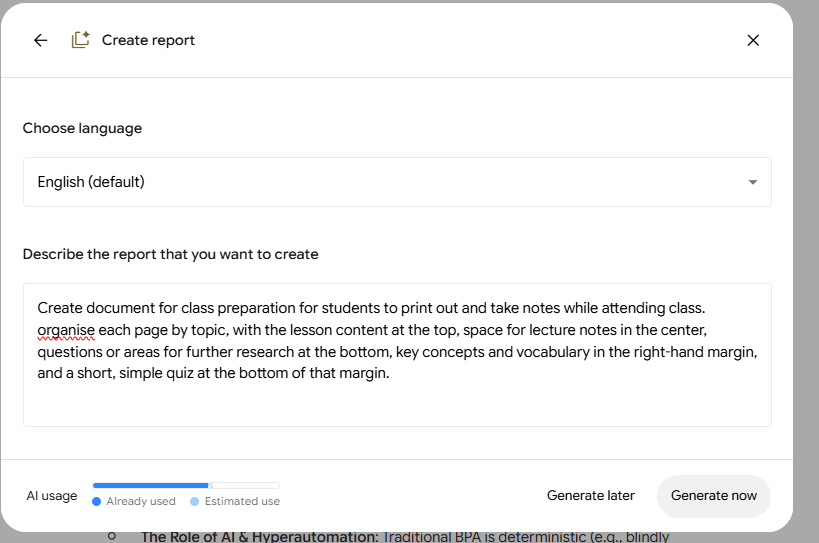 Create report
Choose language
English (default)
Describe the report that you want to create
Create document for class preparation for students to print out and take notes while attending class.
organise each page by topic, with the lesson content at the top, space for lecture notes in the center,
questions or areas for further research at the bottom, key concepts and vocabulary in the right-hand margin,
and a short, simple quiz at the bottom of that margin.
AI usage
Already used
Estimated use
Generate later
Generate now
The Role of AI & Hyperautomation: Traditional BPA is deterministic (e.g., blindly